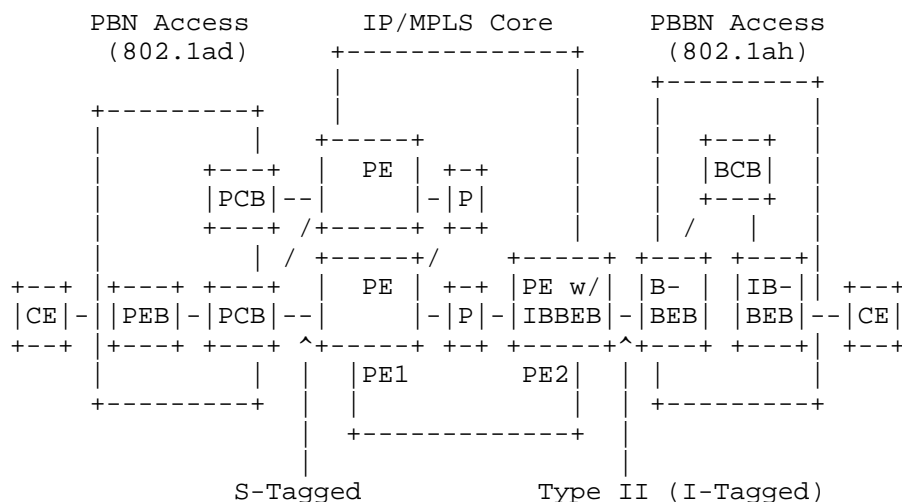 PBN Access IP/MPLS Core PBBN Access
(802.1ad) (802.1ah)
PE BCB
PCB P
PE PE w/ B- IB-
CE PEB PCB P IBBEB BEB BEB CE
PE1 PE2
S-Tagged Type II (I-Tagged)